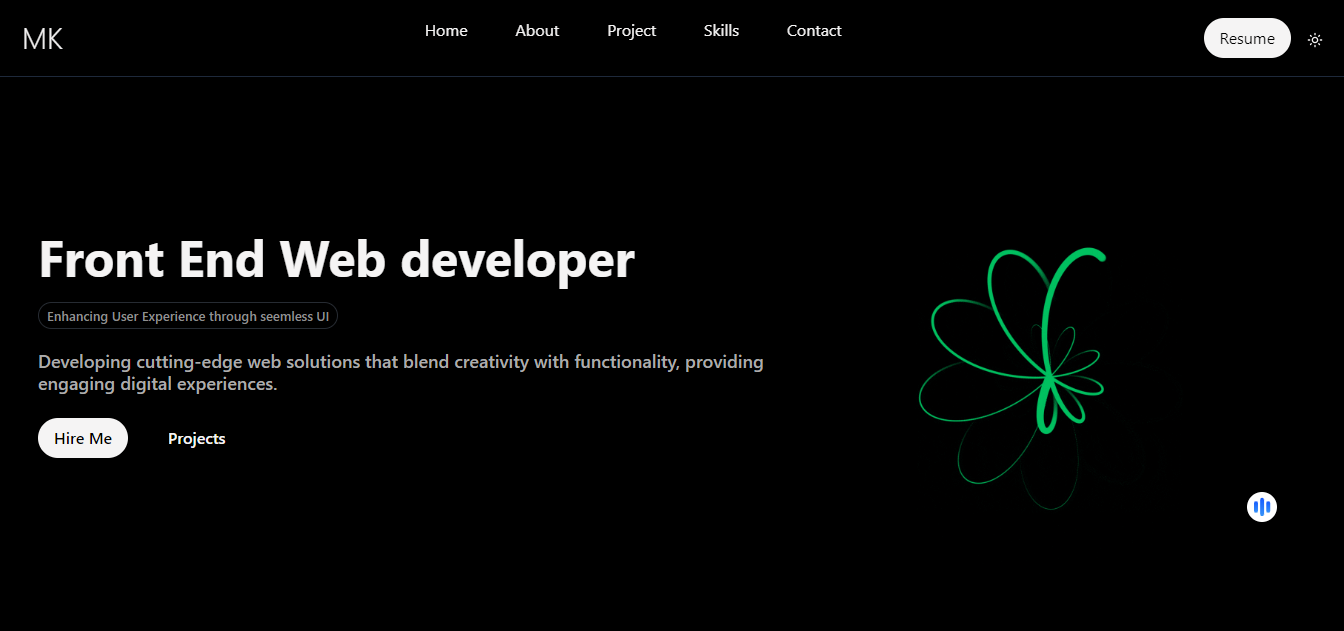 MK
Home
About
Project
Skills
Contact
Resume
Front End Web developer
Enhancing User Experience through seemless UI
Developing cutting-edge web solutions that blend creativity with functionality, providing
engaging digital experiences.
Hire Me
Projects